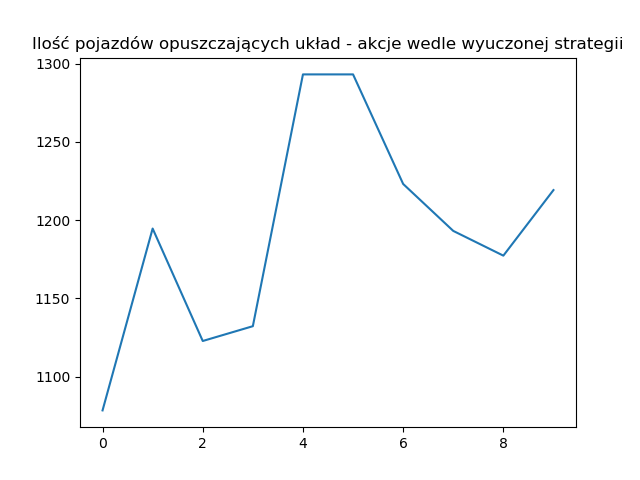 Ilość pojazdów opuszczających układ - akcje wedle wyuczonej strategii
1300
1250
1200
1150
1100
0 2 4 6 8